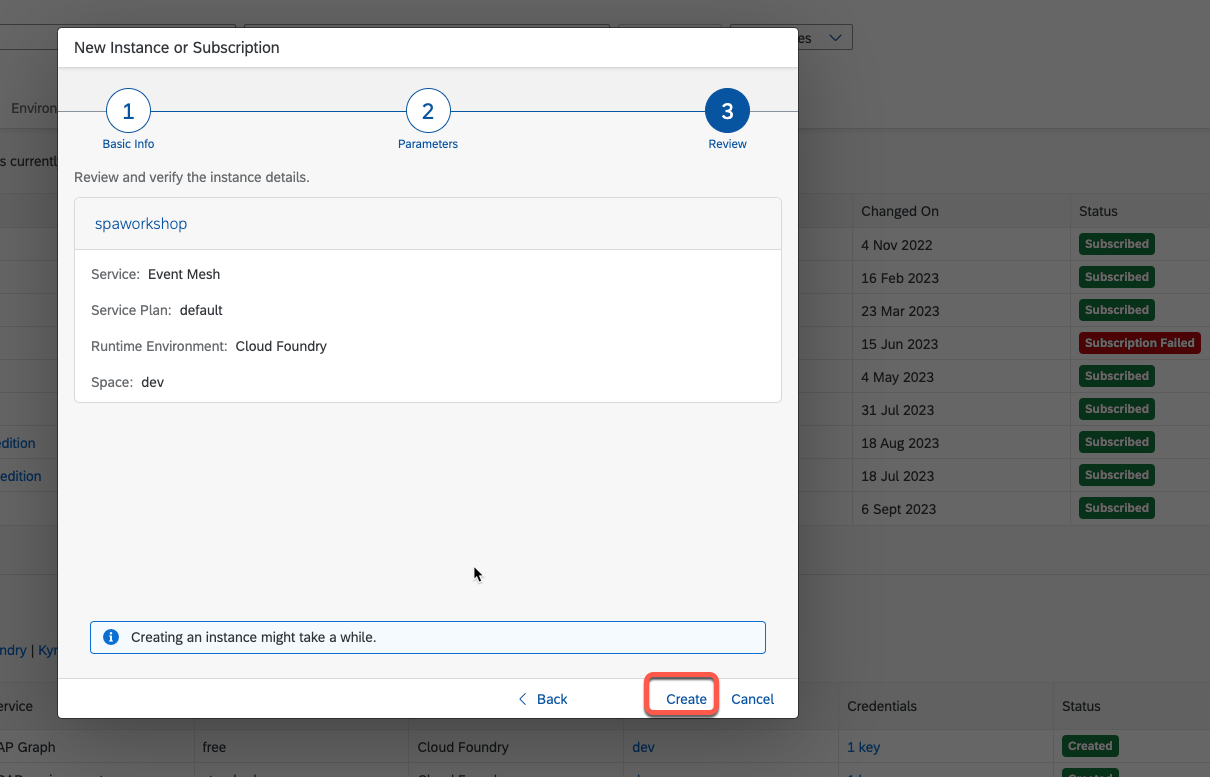 New Instance or Subscription
es
Environ
1
2
3
Basic Info
Parameters
Review
s currently
Review and verify the instance details.
spaworkshop
Service: Event Mesh
Service Plan: default
Runtime Environment: Cloud Foundry
Space: dev
Changed On Status
4 Nov 2022 Subscribed
16 Feb 2023 Subscribed
23 Mar 2023 Subscribed
15 Jun 2023 Subscription Failed
4 May 2023 Subscribed
31 Jul 2023 Subscribed
edition 18 Aug 2023 Subscribed
edition 18 Jul 2023 Subscribed
6 Sept 2023 Subscribed
Creating an instance might take a while.
ndry | Kyr
Back
Create
Cancel
ervice Credentials Status
AP Graph free Cloud Foundry dev 1 key Created